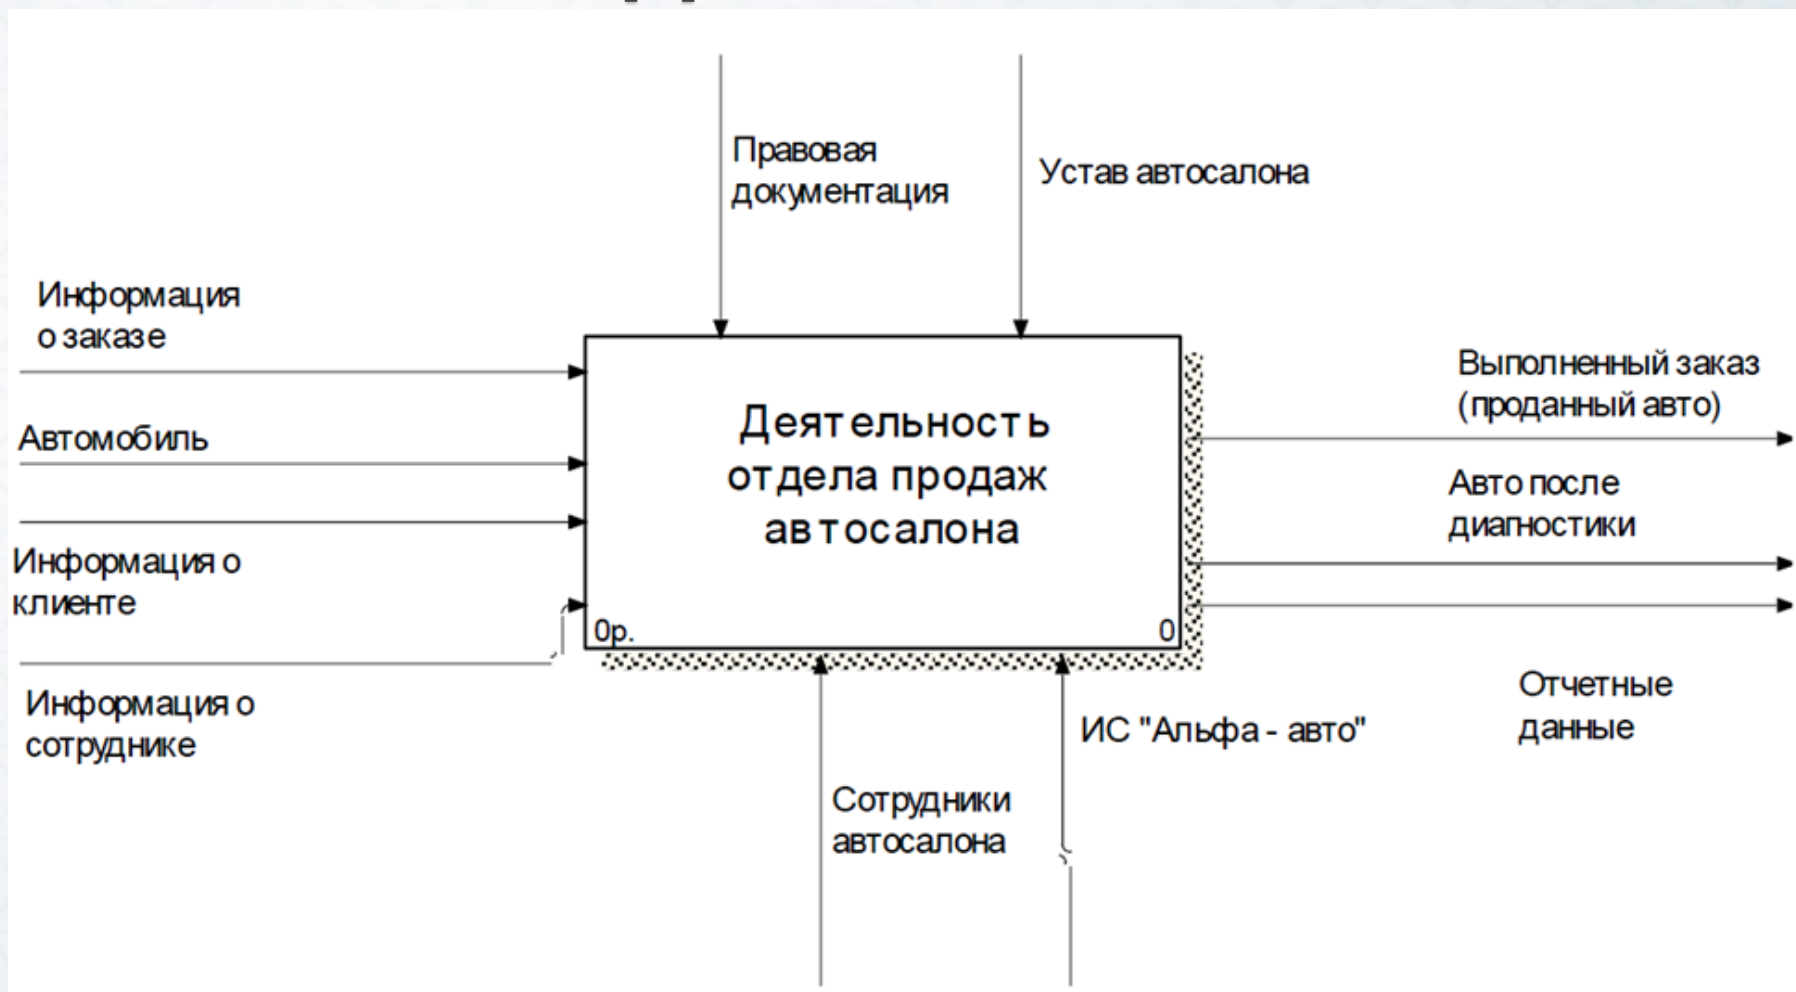 Правовая
документация
Устав автосалона
Информация
о заказе
Автомобиль
Информация о
клиенте
Информация о
сотруднике
Деятельность
отдела продаж
автосалона
0р.
0
Выполненный заказ
(проданный авто)
Авто после
диагностики
Отчетные
данные
ИС "Альфа - авто"
Сотрудники
автосалона